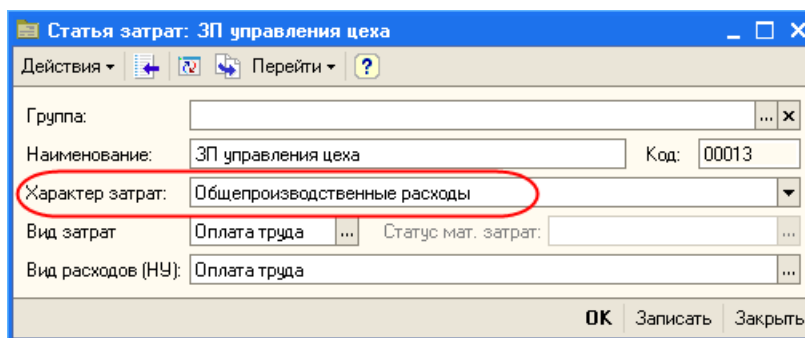 Статья затрат: ЗП управления цеха
Действия Перейти ?
Группа: ... x
Наименование: ЗП управления цеха Код: 00013
Характер затрат: Общепроизводственные расходы
Вид затрат Оплата труда ... Статус мат. затрат: ...
Вид расходов (НУ): Оплата труда ...
OK Записать Закрыть